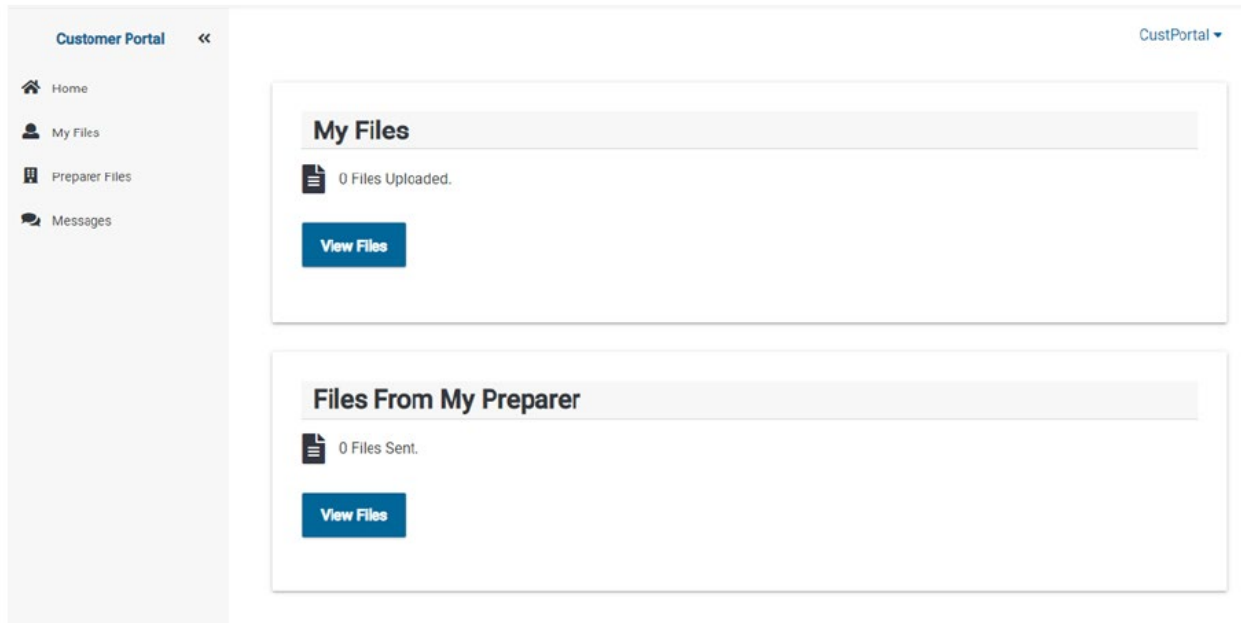 Customer Portal «
CustPortal
Home
My Files
Preparer Files
Messages
My Files
0 Files Uploaded.
View Files
Files From My Preparer
0 Files Sent.
View Files